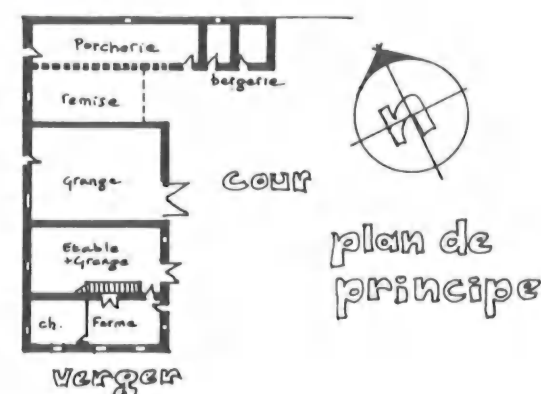 Porcherie
bergerie
remise
Grange
cour
Etable
+Grange
ch. Ferme
verger
N
plan de
principe